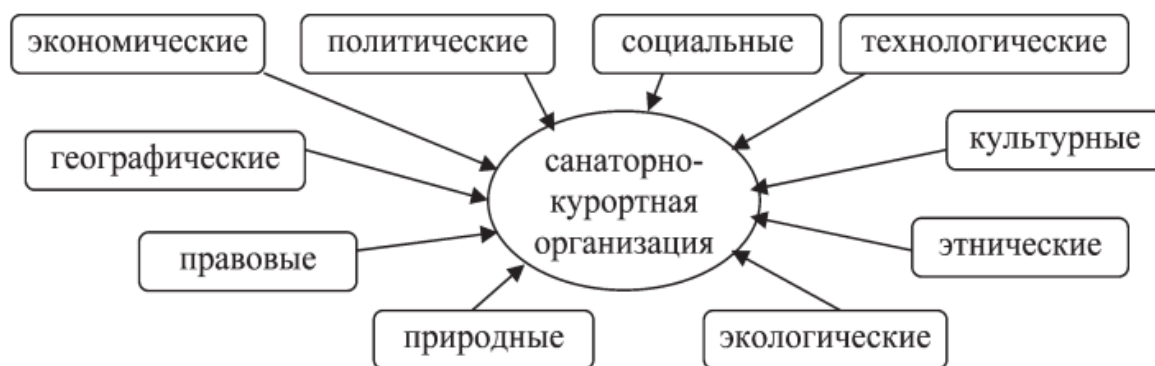 экономические
политические
социальные
технологические
географические
культурные
санаторно-
курортная
организация
правовые
этнические
природные
экологические